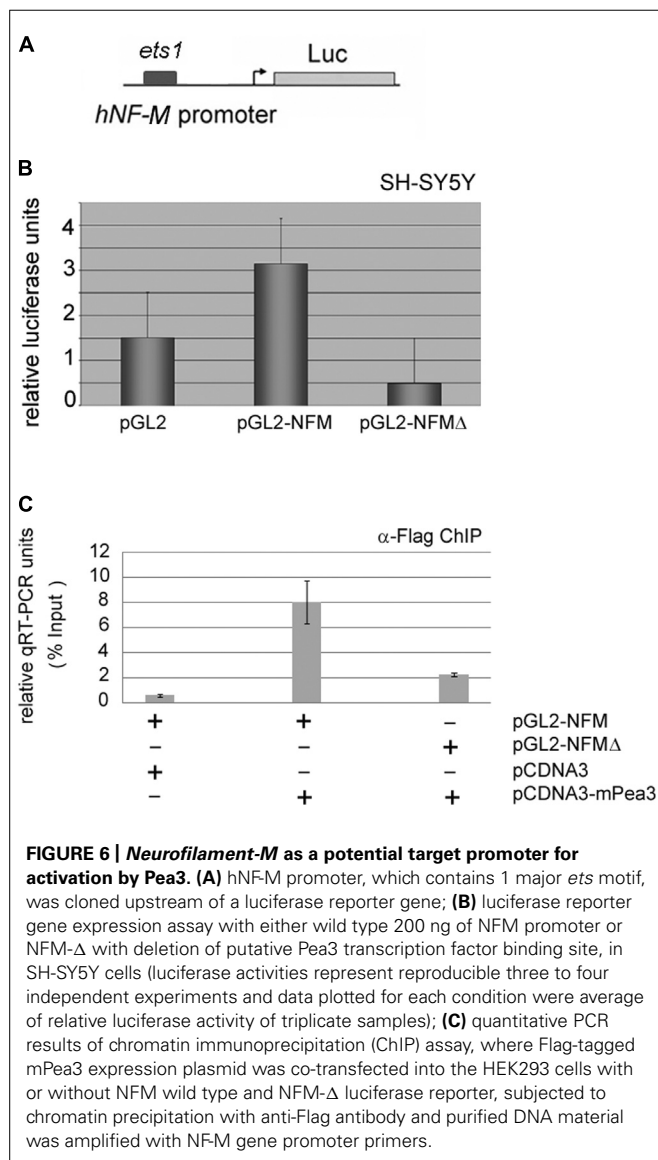 A
ets1
Luc
hNF-M promoter
B
SH-SY5Y
relative luciferase units
4
3
2
1
0
pGL2
pGL2-NFM
pGL2-NFMΔ
C
α-Flag ChIP
relative qRT-PCR units
(% Input )
12
10
8
6
4
2
0
+ + – pGL2-NFM
– – + pGL2-NFMΔ
+ – – pCDNA3
– + + pCDNA3-mPea3
FIGURE 6 | Neurofilament-M as a potential target promoter for
activation by Pea3. (A) hNF-M promoter, which contains 1 major ets motif,
was cloned upstream of a luciferase reporter gene; (B) luciferase reporter
gene expression assay with either wild type 200 ng of NFM promoter or
NFM-Δ with deletion of putative Pea3 transcription factor binding site, in
SH-SY5Y cells (luciferase activities represent reproducible three to four
independent experiments and data plotted for each condition were average
of relative luciferase activity of triplicate samples); (C) quantitative PCR
results of chromatin immunoprecipitation (ChIP) assay, where Flag-tagged
mPea3 expression plasmid was co-transfected into the HEK293 cells with
or without NFM wild type and NFM-Δ luciferase reporter, subjected to
chromatin precipitation with anti-Flag antibody and purified DNA material
was amplified with NF-M gene promoter primers.